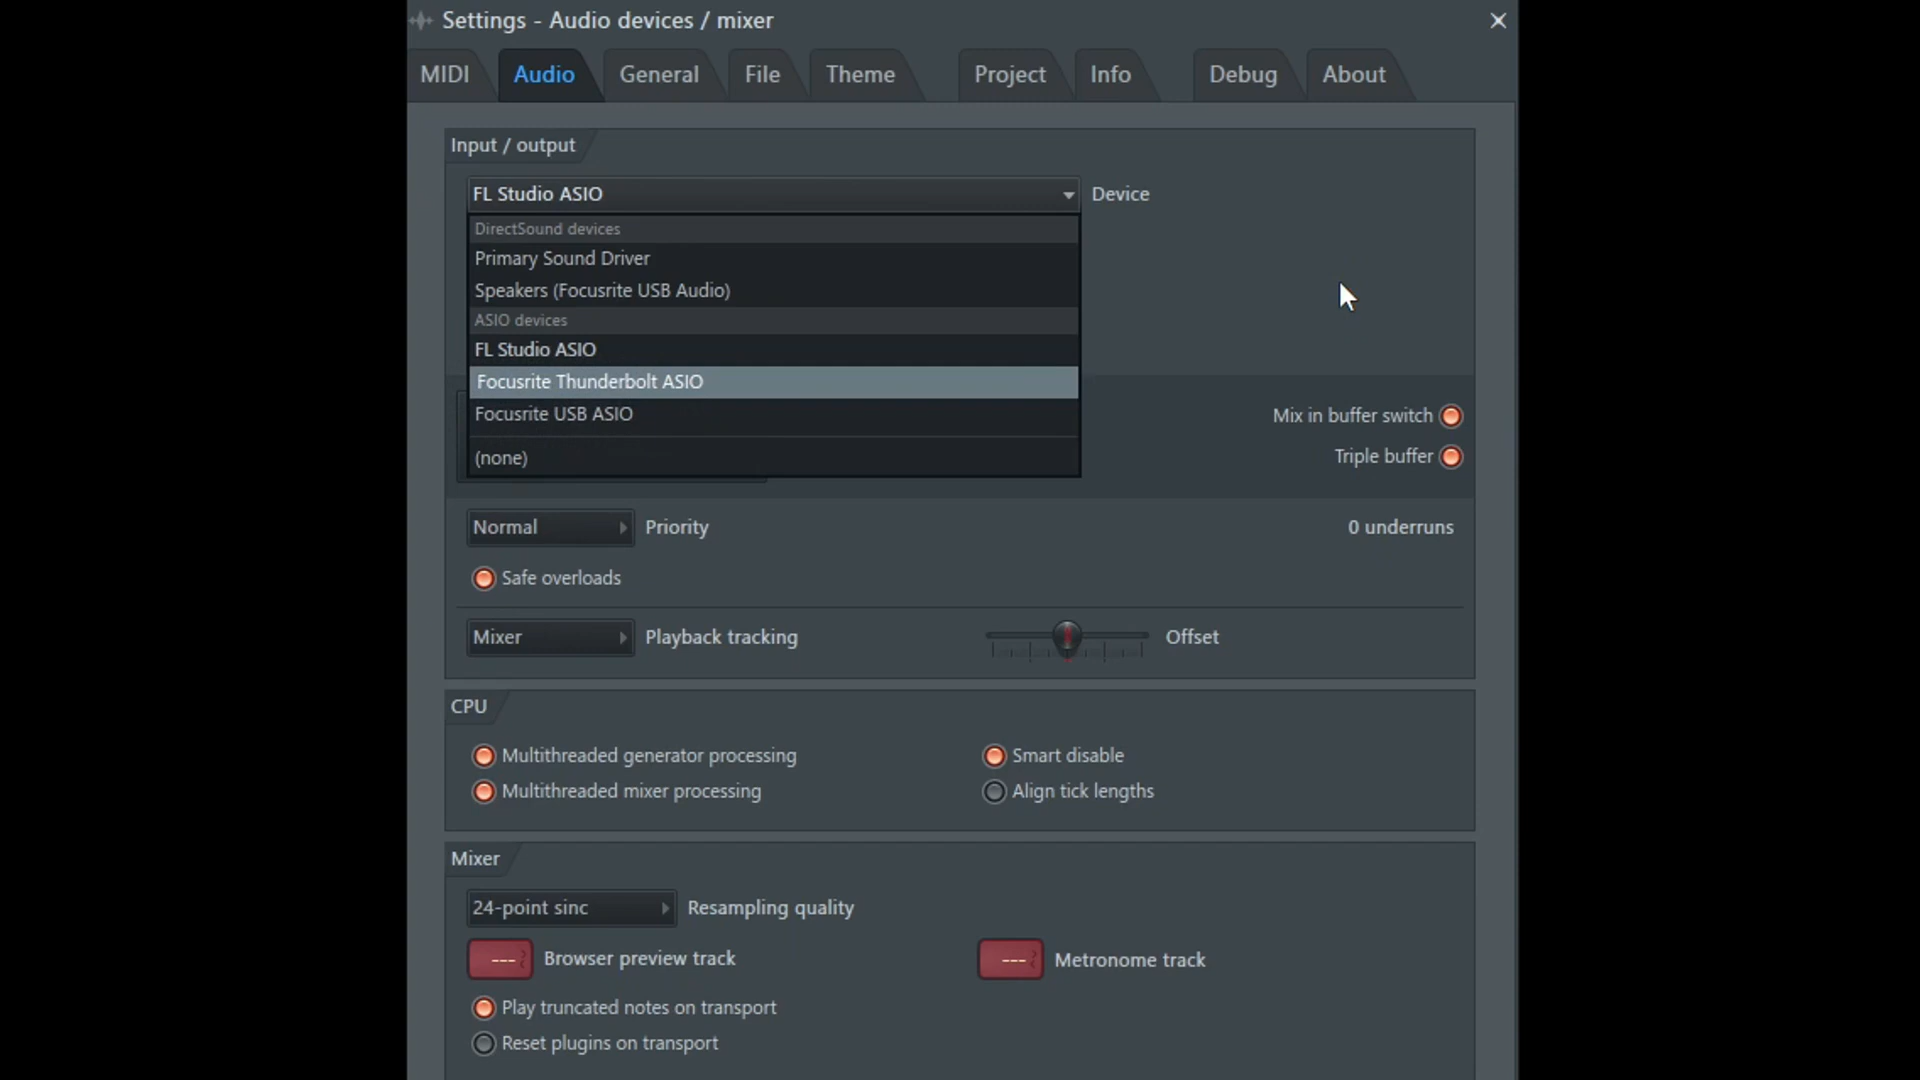 Settings - Audio devices / mixer
MIDI
Audio
General
File
Theme
Project
Info
Debug
About
Input / output
FL Studio ASIO
Device
DirectSound devices
Primary Sound Driver
Speakers (Focusrite USB Audio)
ASIO devices
FL Studio ASIO
Focusrite Thunderbolt ASIO
Focusrite USB ASIO
(none)
Mix in buffer switch
Triple buffer
Normal
Priority
0 underruns
Safe overloads
Mixer
Playback tracking
Offset
CPU
Multithreaded generator processing
Smart disable
Multithreaded mixer processing
Align tick lengths
Mixer
24-point sinc
Resampling quality
---
Browser preview track
---
Metronome track
Play truncated notes on transport
Reset plugins on transport